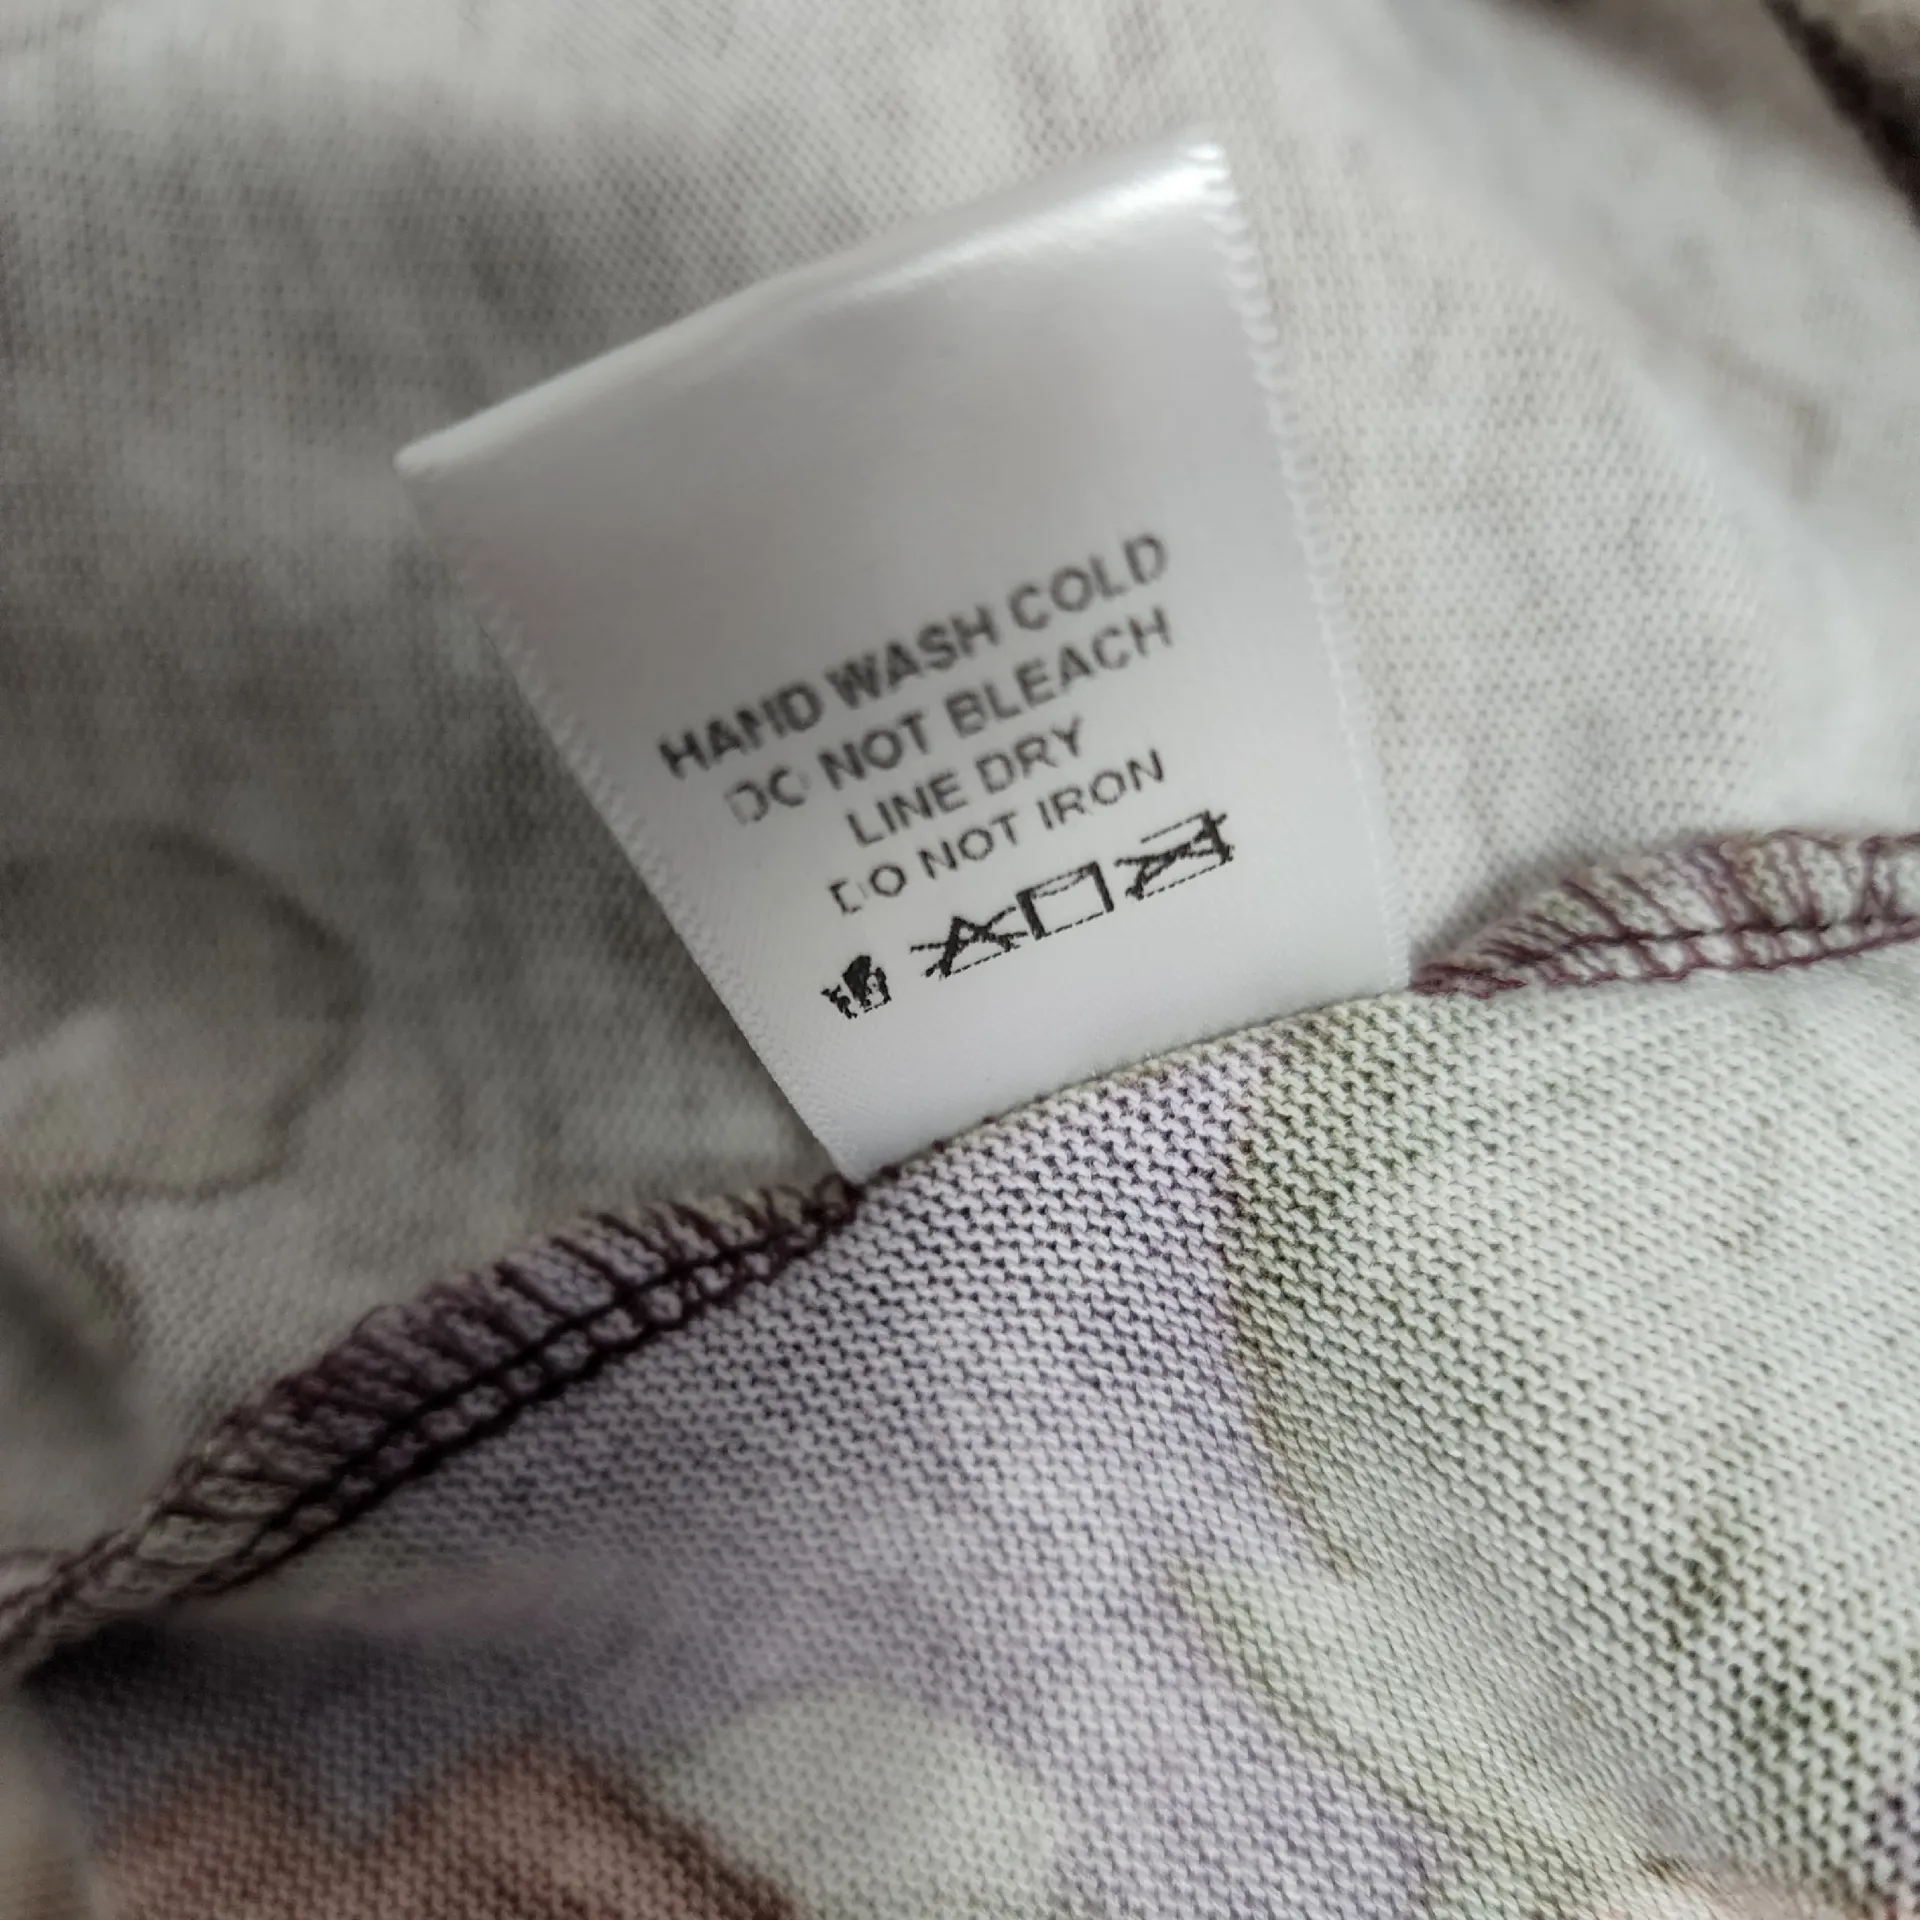 HAND WASH COLD
DO NOT BLEACH
LINE DRY
DO NOT IRON